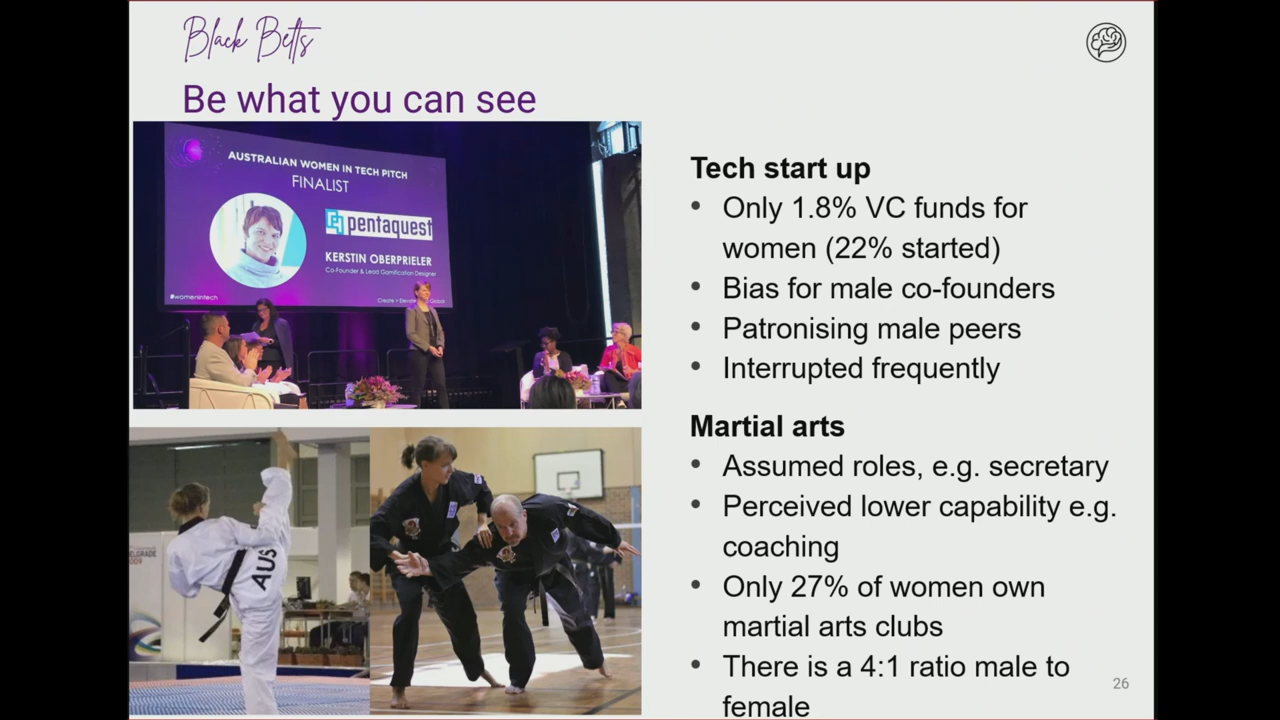 Black Belts
Be what you can see
AUSTRALIAN WOMEN IN TECH PITCH
FINALIST
pentaquest
KERSTIN OBERPRIELER
Co-Founder & Lead Gamification Designer
#womenintech
Create > Elevate Global
Tech start up
• Only 1.8% VC funds for
women (22% started)
• Bias for male co-founders
• Patronising male peers
• Interrupted frequently
Martial arts
• Assumed roles, e.g. secretary
• Perceived lower capability e.g.
coaching
• Only 27% of women own
martial arts clubs
• There is a 4:1 ratio male to
female
AUS
26